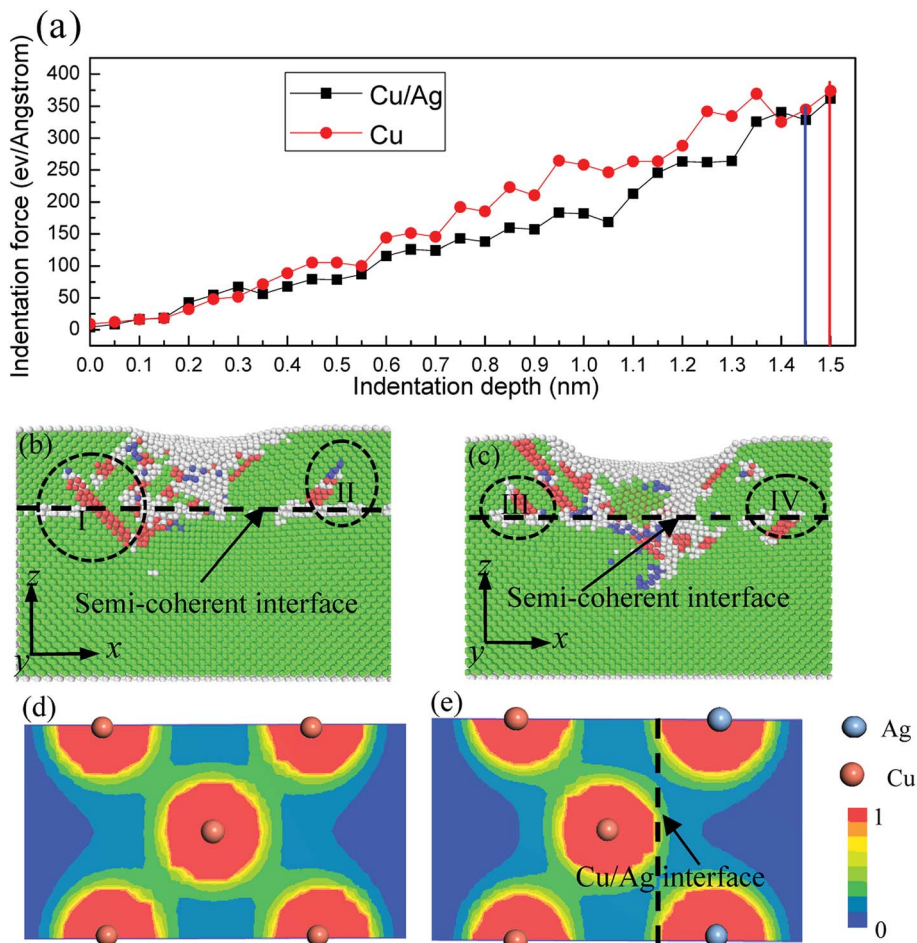 (a)
Indentation force (ev/Angstrom)
400
350
300
250
200
150
100
50
0
Cu/Ag
Cu
0.0 0.1 0.2 0.3 0.4 0.5 0.6 0.7 0.8 0.9 1.0 1.1 1.2 1.3 1.4 1.5
Indentation depth (nm)
(b)
I
II
Semi-coherent interface
z
y
x
(c)
III
IV
Semi-coherent interface
z
y
x
(d)
(e)
Cu/Ag interface
Ag
Cu
1
0